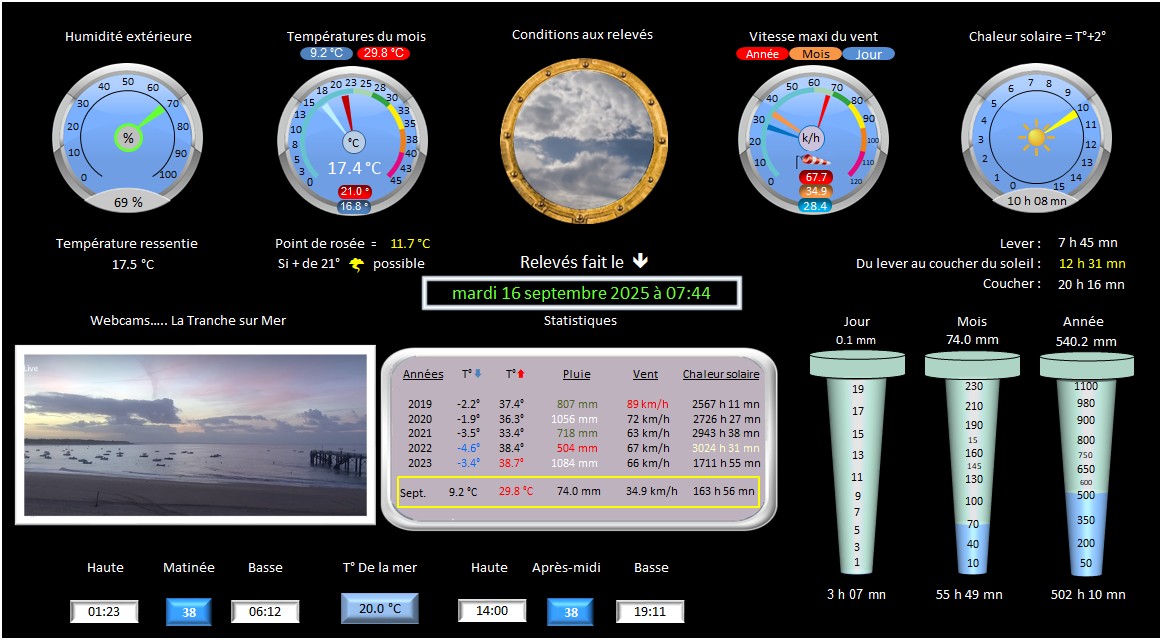 Humidité extérieure
Températures du mois
Conditions aux relevés
Vitesse maxi du vent
Chaleur solaire = T°+2°
9.2 °C 29.8 °C
Année Mois Jour
0 10 20 30 40 50 60 70 80 90 100
%
69 %
0 3 5 8 10 13 15 18 20 23 25 28 30 33 35 38 40 43 45
°C
17.4 °C
21.0 °
16.8 °
0 10 20 30 40 50 60 70 80 90 100 110 120
k/h
67.7
34.9
28.4
0 1 2 3 4 5 6 7 8 9 10 11 12 13 14 15
10 h 08 mn
Température ressentie
17.5 °C
Point de rosée = 11.7 °C
Si + de 21° possible
Relevés fait le
mardi 16 septembre 2025 à 07:44
Lever : 7 h 45 mn
Du lever au coucher du soleil : 12 h 31 mn
Coucher : 20 h 16 mn
Webcams..... La Tranche sur Mer
Live
Statistiques
Années T° T° Pluie Vent Chaleur solaire
2019 -2.2° 37.4° 807 mm 89 km/h 2567 h 11 mn
2020 -1.9° 36.3° 1056 mm 72 km/h 2726 h 27 mn
2021 -3.5° 33.4° 718 mm 63 km/h 2943 h 38 mn
2022 -4.6° 38.4° 504 mm 67 km/h 3024 h 31 mn
2023 -3.4° 38.7° 1084 mm 66 km/h 1711 h 55 mn
Sept. 9.2 °C 29.8 °C 74.0 mm 34.9 km/h 163 h 56 mn
Jour
0.1 mm
19
17
15
13
11
9
7
5
3
1
3 h 07 mn
Mois
74.0 mm
230
210
190
15
160
145
130
100
70
40
10
55 h 49 mn
Année
540.2 mm
1100
980
900
800
750
650
600
500
350
200
50
502 h 10 mn
Haute Matinée Basse T° De la mer Haute Après-midi Basse
01:23 38 06:12 20.0 °C 14:00 38 19:11